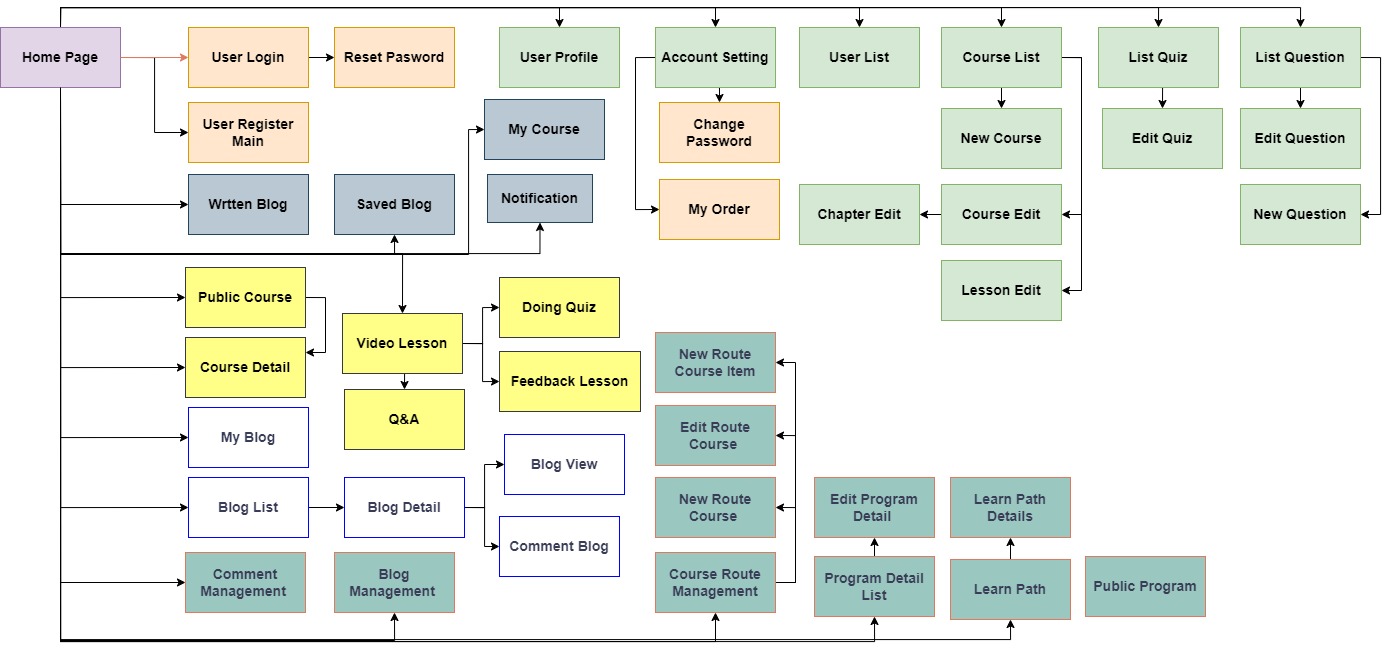 Home Page
User Login
Reset Pasword
User Profile
Account Setting
User List
Course List
List Quiz
List Question
User Register
Main
My Course
Change
Password
New Course
Edit Quiz
Edit Question
Wrtten Blog
Saved Blog
Notification
My Order
Chapter Edit
Course Edit
New Question
Public Course
Video Lesson
Doing Quiz
Lesson Edit
Course Detail
Q&A
Feedback Lesson
New Route
Course Item
My Blog
Blog View
Edit Route
Course
Blog List
Blog Detail
Comment Blog
New Route
Course
Edit Program
Detail
Learn Path
Details
Comment
Management
Blog
Management
Course Route
Management
Program Detail
List
Learn Path
Public Program